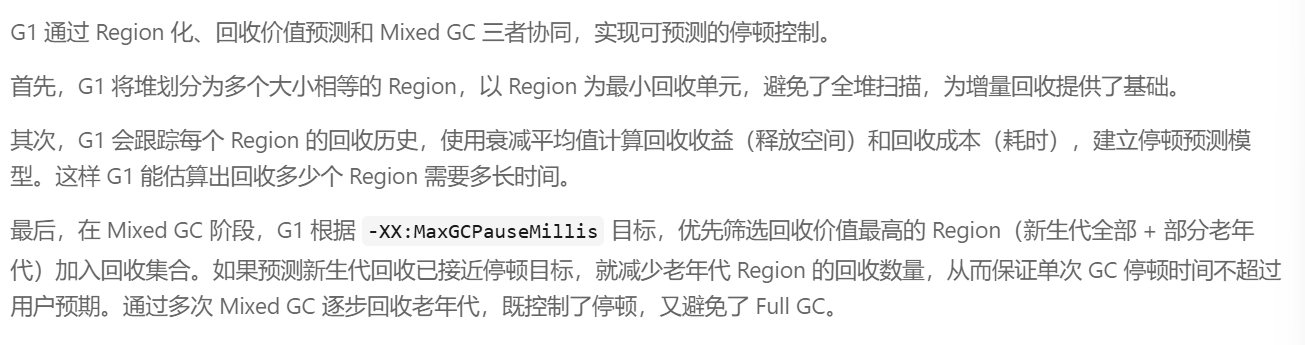 G1 通过 Region 化、回收价值预测和 Mixed GC 三者协同，实现可预测的停顿控制。
首先，G1 将堆划分为多个大小相等的 Region，以 Region 为最小回收单元，避免了全堆扫描，为增量回收提供了基础。
其次，G1 会跟踪每个 Region 的回收历史，使用衰减平均值计算回收收益（释放空间）和回收成本（耗时），建立停顿预测模
型。这样 G1 能估算出回收多少个 Region 需要多长时间。
最后，在 Mixed GC 阶段，G1 根据 -XX:MaxGCPauseMillis 目标，优先筛选回收价值最高的 Region（新生代全部 + 部分老年
代）加入回收集合。如果预测新生代回收已接近停顿目标，就减少老年代 Region 的回收数量，从而保证单次 GC 停顿时间不超过
用户预期。通过多次 Mixed GC 逐步回收老年代，既控制了停顿，又避免了 Full GC。